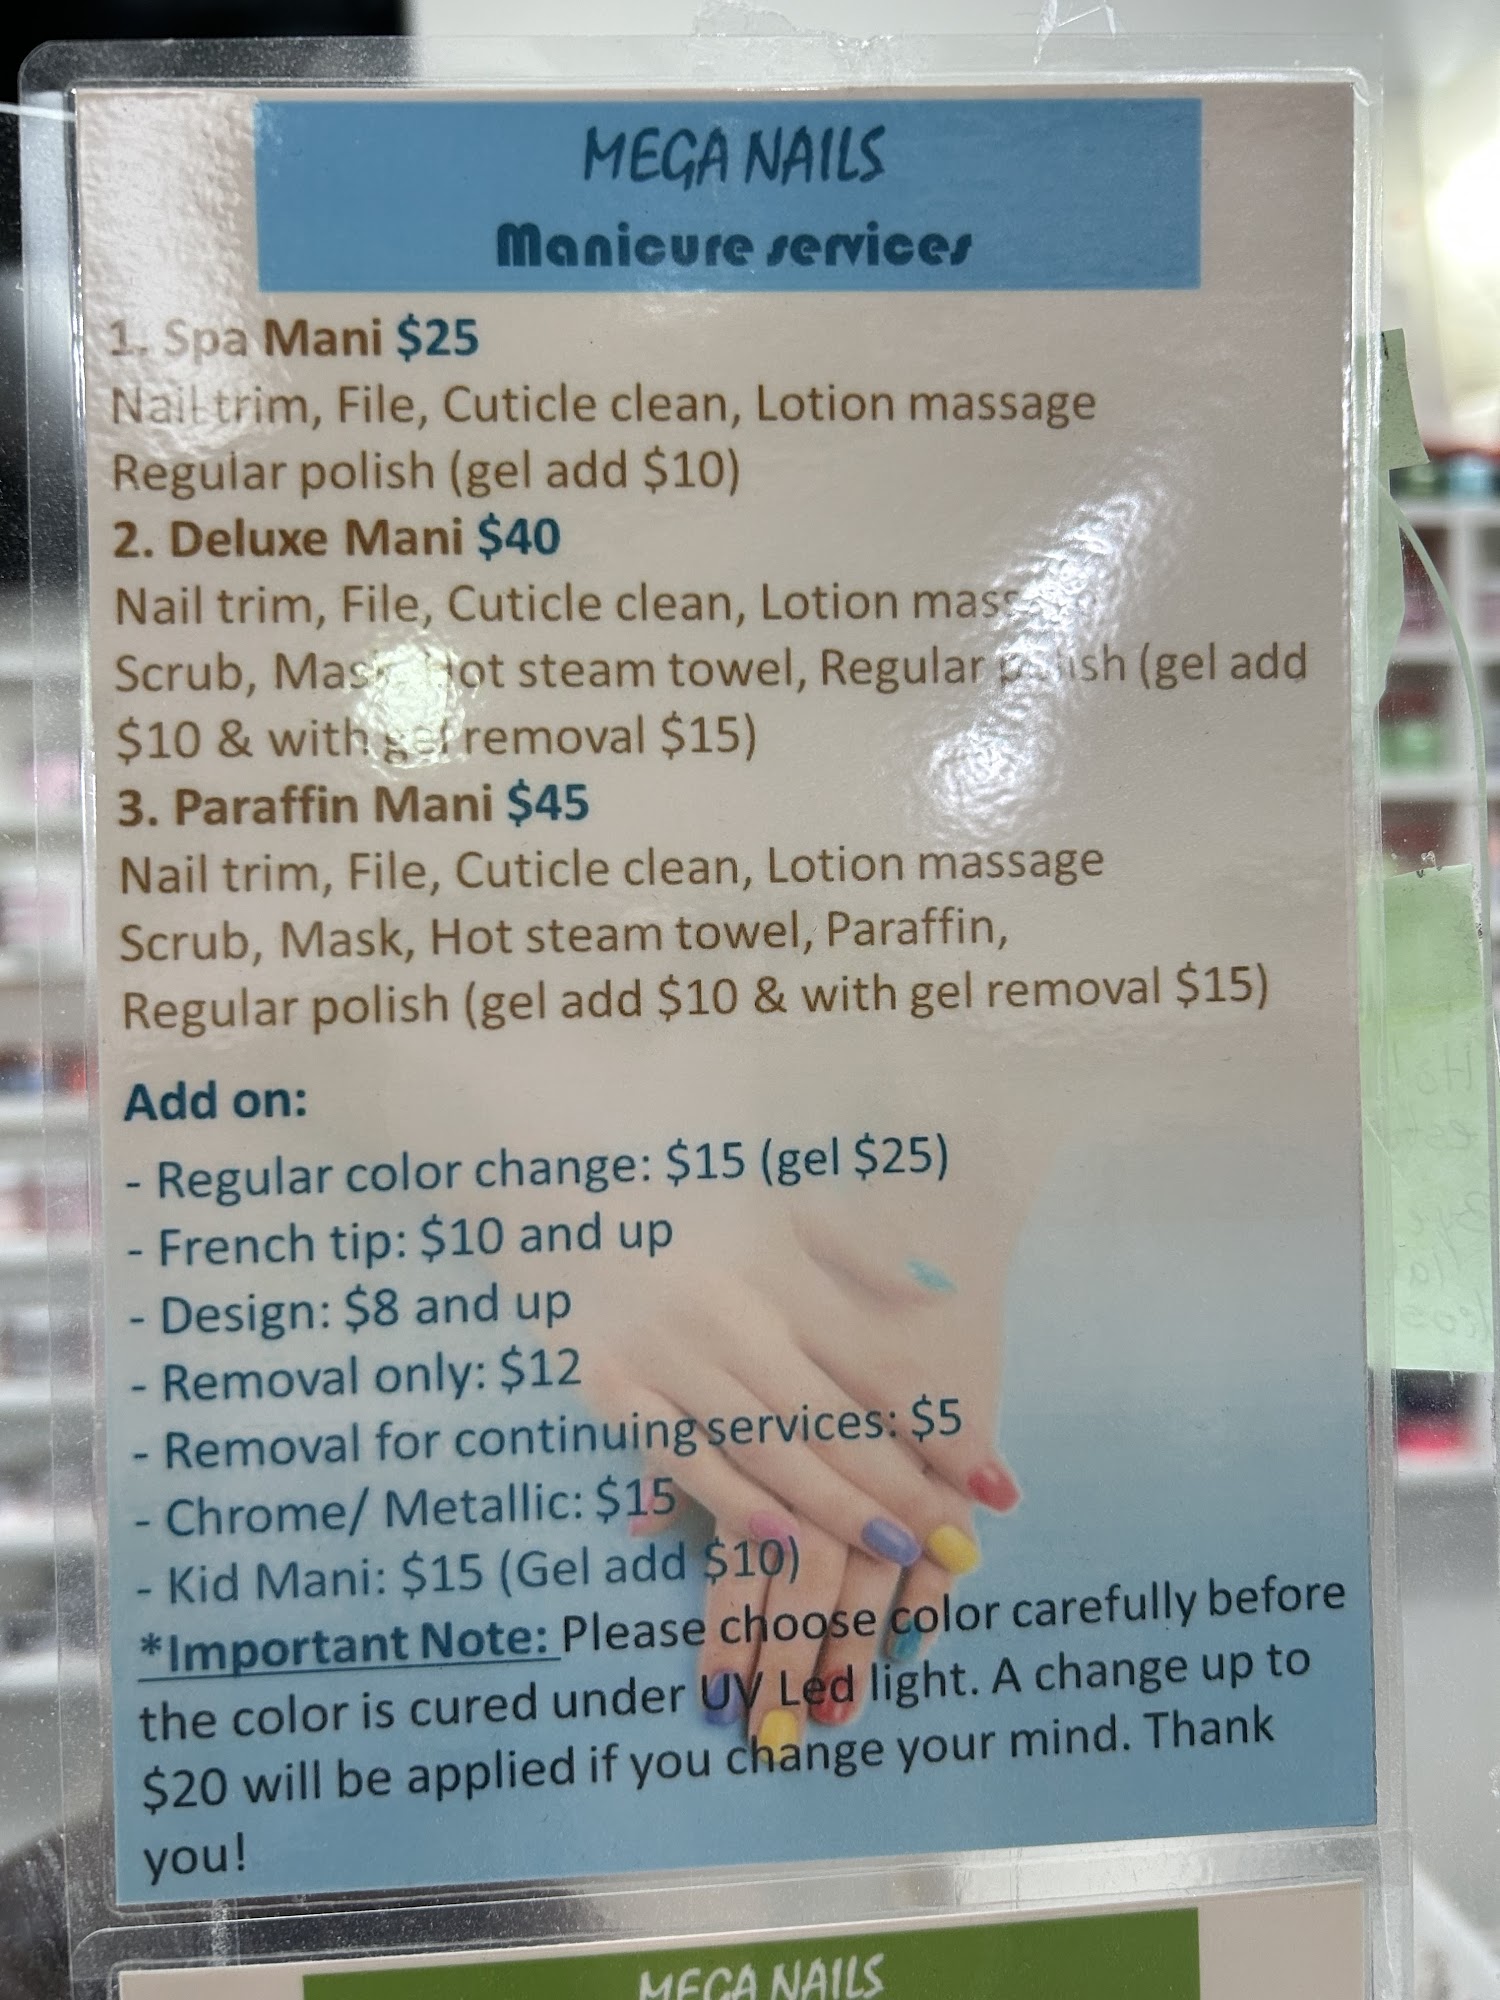 MEGA NAILS
Manicure services
1. Spa Mani $25
Nail trim, File, Cuticle clean, Lotion massage
Regular polish (gel add $10)
2. Deluxe Mani $40
Nail trim, File, Cuticle clean, Lotion massage
Scrub, Mask, Hot steam towel, Regular polish (gel add
$10 & with gel removal $15)
3. Paraffin Mani $45
Nail trim, File, Cuticle clean, Lotion massage
Scrub, Mask, Hot steam towel, Paraffin,
Regular polish (gel add $10 & with gel removal $15)
Add on:
- Regular color change: $15 (gel $25)
- French tip: $10 and up
- Design: $8 and up
- Removal only: $12
- Removal for continuing services: $5
- Chrome/ Metallic: $15
- Kid Mani: $15 (Gel add $10)
*Important Note: Please choose color carefully before
the color is cured under UV Led light. A change up to
$20 will be applied if you change your mind. Thank
you!
MEGA NAILS